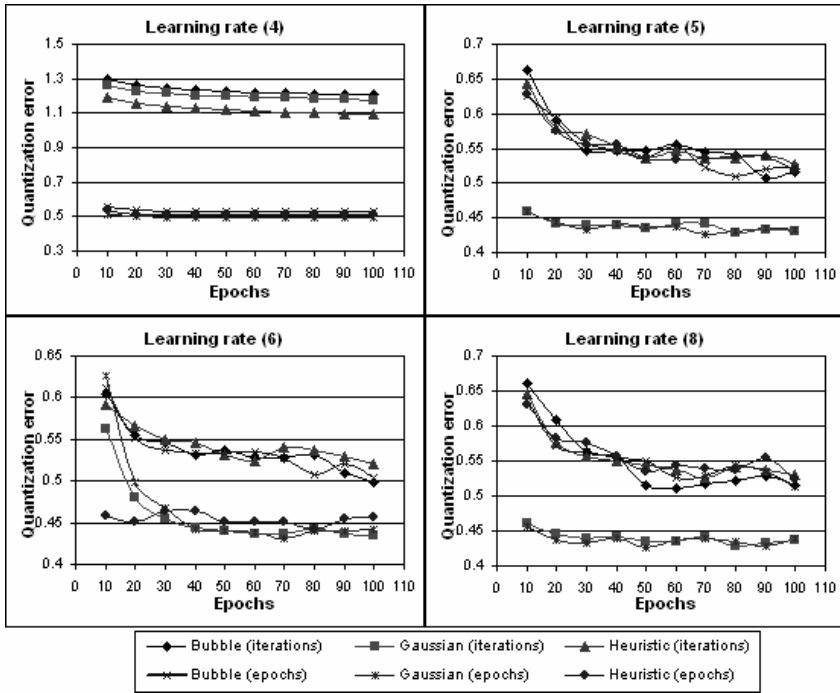 Learning rate (4)
Quantization error
1.5
1.3
1.1
0.9
0.7
0.5
0.3
0 10 20 30 40 50 60 70 80 90 100 110
Epochs
Learning rate (5)
Quantization error
0.7
0.65
0.6
0.55
0.5
0.45
0.4
0 10 20 30 40 50 60 70 80 90 100 110
Epochs
Learning rate (6)
Quantization error
0.65
0.6
0.55
0.5
0.45
0.4
0 10 20 30 40 50 60 70 80 90 100 110
Epochs
Learning rate (8)
Quantization error
0.7
0.65
0.6
0.55
0.5
0.45
0.4
0 10 20 30 40 50 60 70 80 90 100 110
Epochs
Bubble (iterations) Gaussian (iterations) Heuristic (iterations)
Bubble (epochs) Gaussian (epochs) Heuristic (epochs)